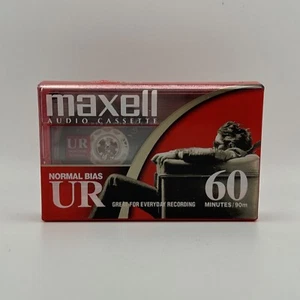 maxell
AUDIO CASSETTE
UR
NORMAL BIAS
UR
GREAT FOR EVERYDAY RECORDING
60
MINUTES/90m